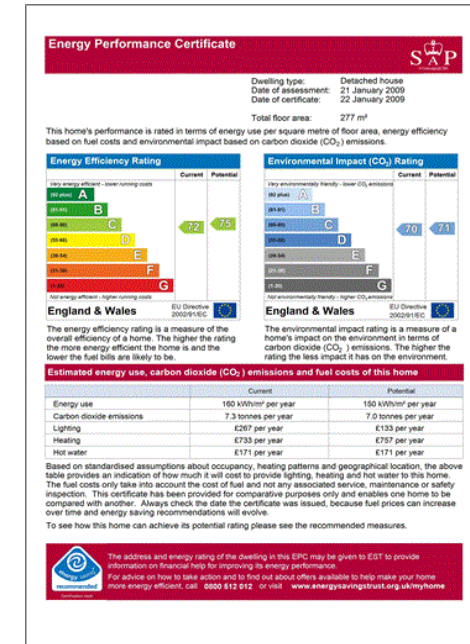 Energy Performance Certificate
SAP
Dwelling type: Detached house
Date of assessment: 21 January 2009
Date of certificate: 22 January 2009
Total floor area: 277 m²
This home's performance is rated in terms of energy use per square metre of floor area, energy efficiency
based on fuel costs and environmental impact based on carbon dioxide (CO₂) emissions.
Energy Efficiency Rating
Current Potential
Very energy efficient - lower running costs
(92 plus) A
(81-91) B
(69-80) C
(55-68) D
(39-54) E
(21-38) F
(1-20) G
72 75
Not energy efficient - higher running costs
England & Wales
EU Directive
2002/91/EC
Environmental Impact (CO₂) Rating
Current Potential
Very environmentally friendly - lower CO₂ emissions
(92 plus) A
(81-91) B
(69-80) C
(55-68) D
(39-54) E
(21-38) F
(1-20) G
70 71
Not environmentally friendly - higher CO₂ emissions
England & Wales
EU Directive
2002/91/EC
The energy efficiency rating is a measure of the
overall efficiency of a home. The higher the rating
the more energy efficient the home is and the
lower the fuel bills are likely to be.
The environmental impact rating is a measure of a
home's impact on the environment in terms of
carbon dioxide (CO₂ ) emissions. The higher the
rating the less impact it has on the environment.
Estimated energy use, carbon dioxide (CO₂ ) emissions and fuel costs of this home
Current Potential
Energy use 160 kWh/m² per year 150 kWh/m² per year
Carbon dioxide emissions 7.3 tonnes per year 7.0 tonnes per year
Lighting £267 per year £133 per year
Heating £733 per year £757 per year
Hot water £171 per year £171 per year
Based on standardised assumptions about occupancy, heating patterns and geographical location, the above
table provides an indication of how much it will cost to provide lighting, heating and hot water to this home.
The fuel costs only take into account the cost of fuel and not any associated service, maintenance or safety
inspection. This certificate has been provided for comparative purposes only and enables one home to be
compared with another. Always check the date the certificate was issued, because fuel prices can increase
over time and energy saving recommendations will evolve.
To see how this home can achieve its potential rating please see the recommended measures.
energy saving
recommended
Certification mark
The address and energy rating of the dwelling in this EPC may be given to EST to provide
information on financial help for improving its energy performance.
For advice on how to take action and to find out about offers available to help make your home
more energy efficient, call 0800 512 012 or visit www.energysavingstrust.org.uk/myhome